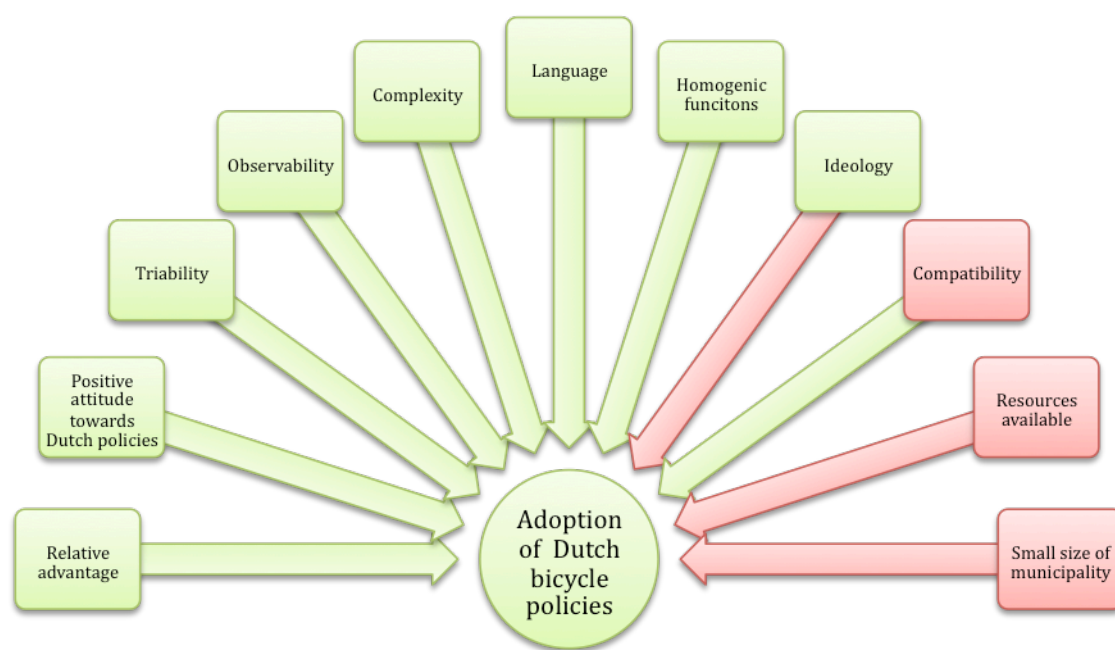 Relative
advantage
Positive
attitude
towards
Dutch policies
Triability
Observability
Complexity
Language
Homogenic
funcitons
Ideology
Compatibility
Resources
available
Small size of
municipality
Adoption
of Dutch
bicycle
policies